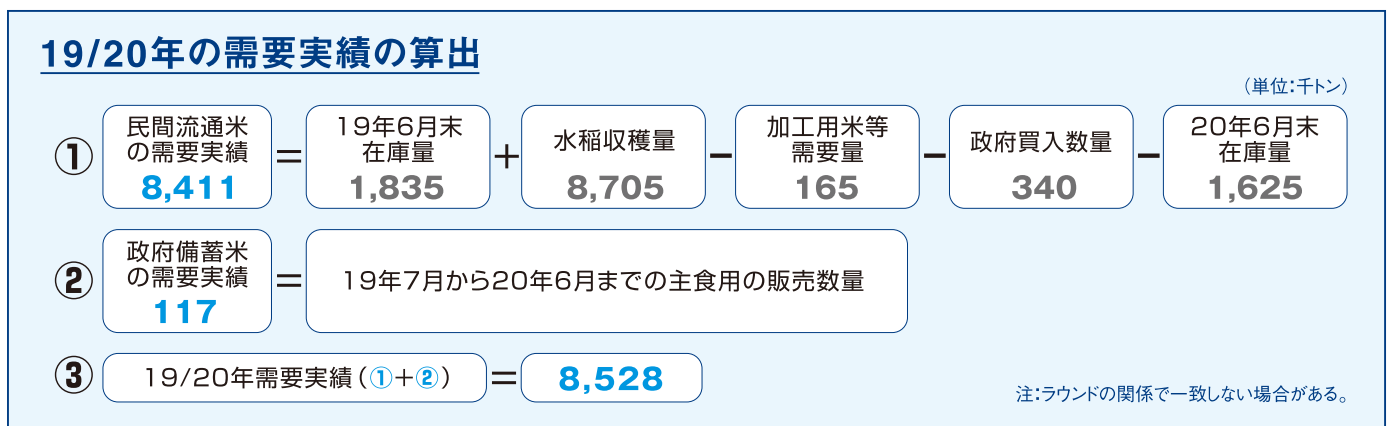 19/20年の需要実績の算出
（単位：千トン）
① 民間流通米の需要実績 8,411 ＝ 19年6月末在庫量 1,835 ＋ 水稲収穫量 8,705 － 加工用米等需要量 165 － 政府買入数量 340 － 20年6月末在庫量 1,625
② 政府備蓄米の需要実績 117 ＝ 19年7月から20年6月までの主食用の販売数量
③ 19/20年需要実績（①＋②）＝ 8,528
注：ラウンドの関係で一致しない場合がある。